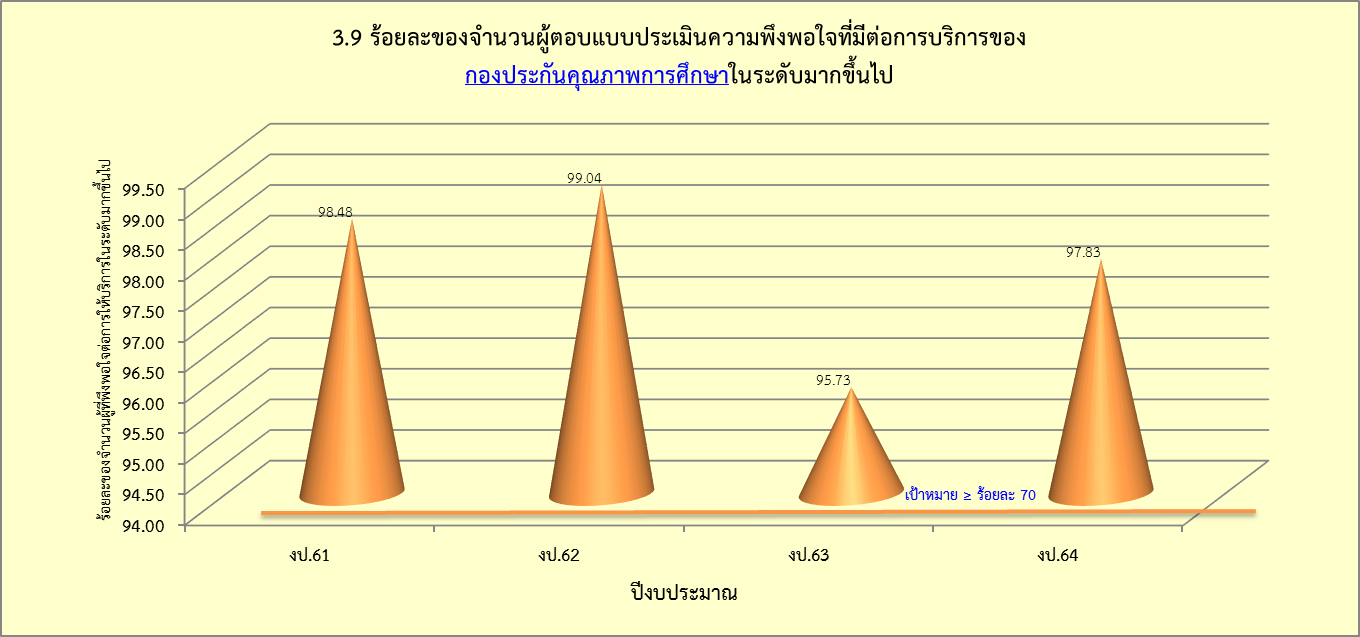 3.9 ร้อยละของจำนวนผู้ตอบแบบประเมินความพึงพอใจที่มีต่อการบริการของ
กองประกันคุณภาพการศึกษาในระดับมากขึ้นไป
ร้อยละของจำนวนผู้ที่พึงพอใจต่อการให้บริการในระดับมากขึ้นไป
99.50
99.00
98.50
98.00
97.50
97.00
96.50
96.00
95.50
95.00
94.50
94.00
98.48
99.04
95.73
97.83
เป้าหมาย ≥ ร้อยละ 70
งป.61
งป.62
งป.63
งป.64
ปีงบประมาณ